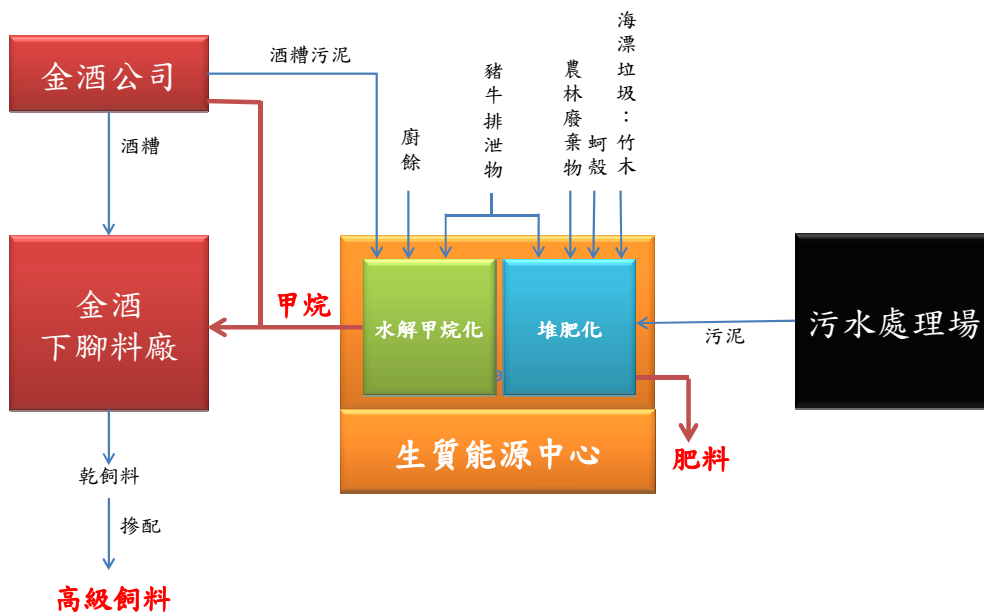 金酒公司
酒糟污泥
豬牛排泄物
農林廢棄物
蚵殼
海漂垃圾：竹木
廚餘
酒糟
金酒
下腳料廠
甲烷
水解甲烷化
堆肥化
污泥
污水處理場
生質能源中心
肥料
乾飼料
摻配
高級飼料